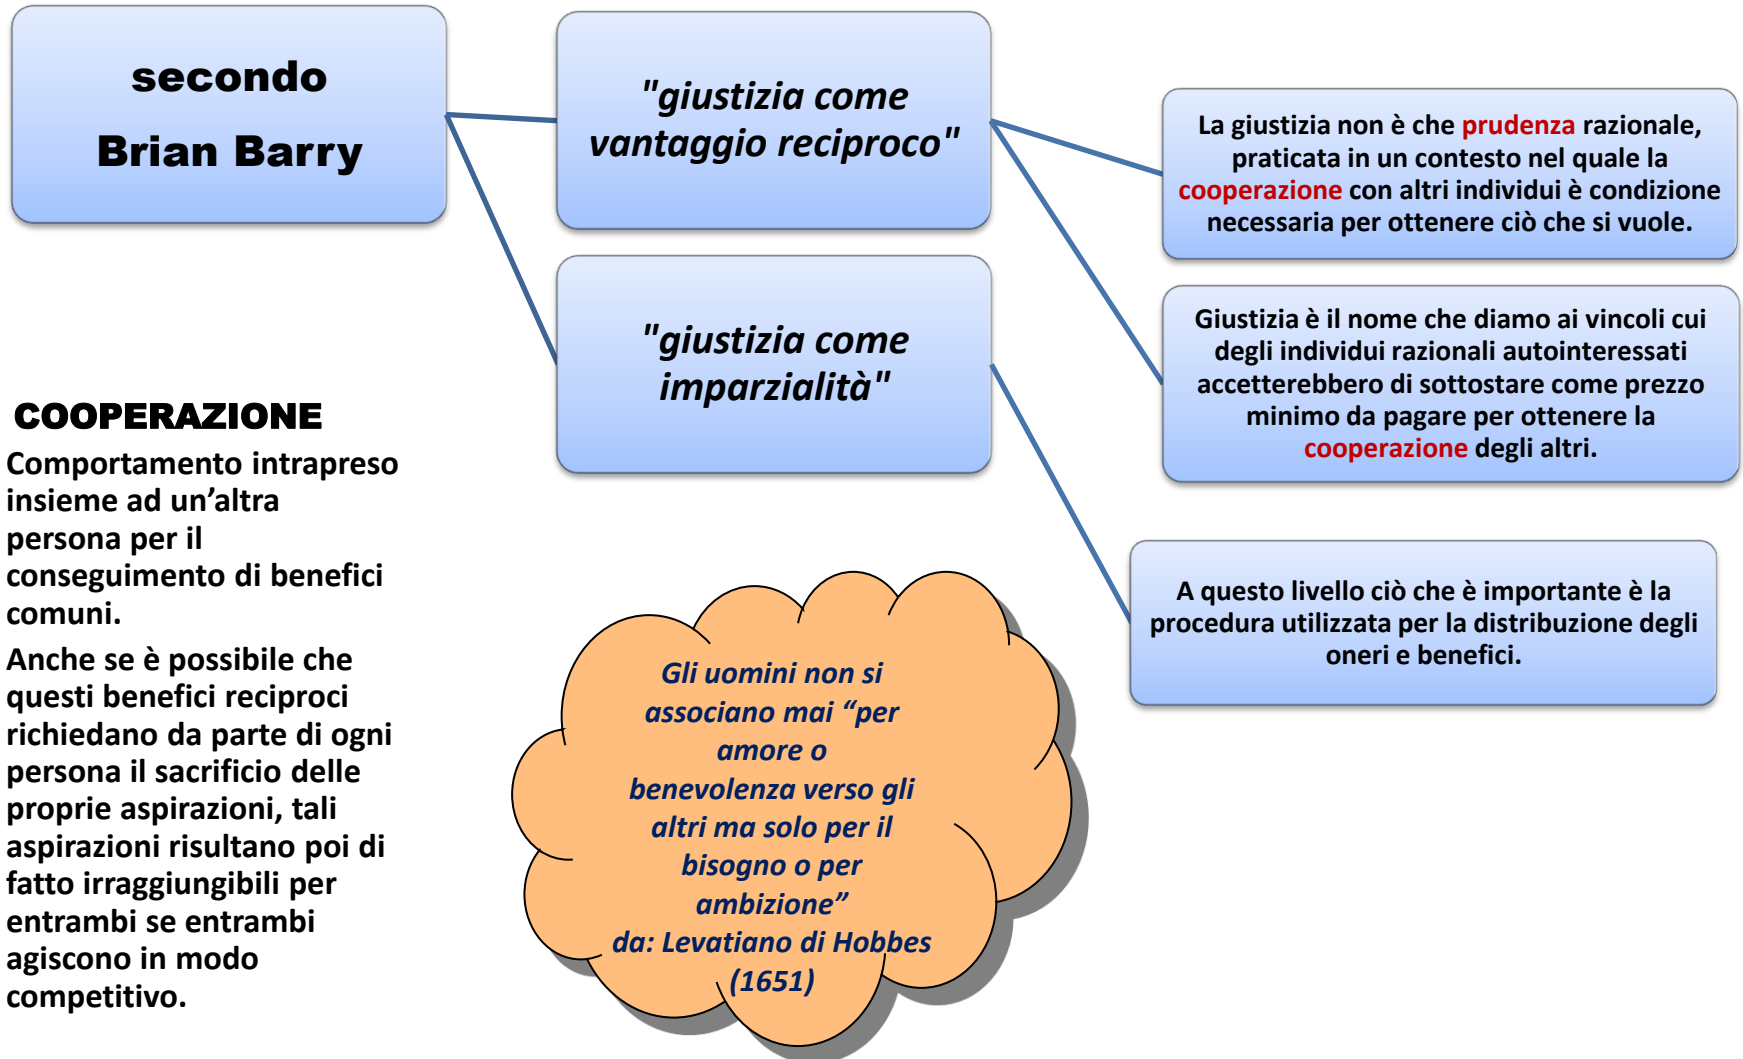 secondo
Brian Barry
"giustizia come
vantaggio reciproco"
La giustizia non è che prudenza razionale,
praticata in un contesto nel quale la
cooperazione con altri individui è condizione
necessaria per ottenere ciò che si vuole.
Giustizia è il nome che diamo ai vincoli cui
degli individui razionali autointeressati
accetterebbero di sottostare come prezzo
minimo da pagare per ottenere la
cooperazione degli altri.
"giustizia come
imparzialità"
A questo livello ciò che è importante è la
procedura utilizzata per la distribuzione degli
oneri e benefici.
COOPERAZIONE
Comportamento intrapreso
insieme ad un’altra
persona per il
conseguimento di benefici
comuni.
Anche se è possibile che
questi benefici reciproci
richiedano da parte di ogni
persona il sacrificio delle
proprie aspirazioni, tali
aspirazioni risultano poi di
fatto irraggiungibili per
entrambi se entrambi
agiscono in modo
competitivo.
Gli uomini non si
associano mai “per
amore o
benevolenza verso gli
altri ma solo per il
bisogno o per
ambizione”
da: Levatiano di Hobbes
(1651)